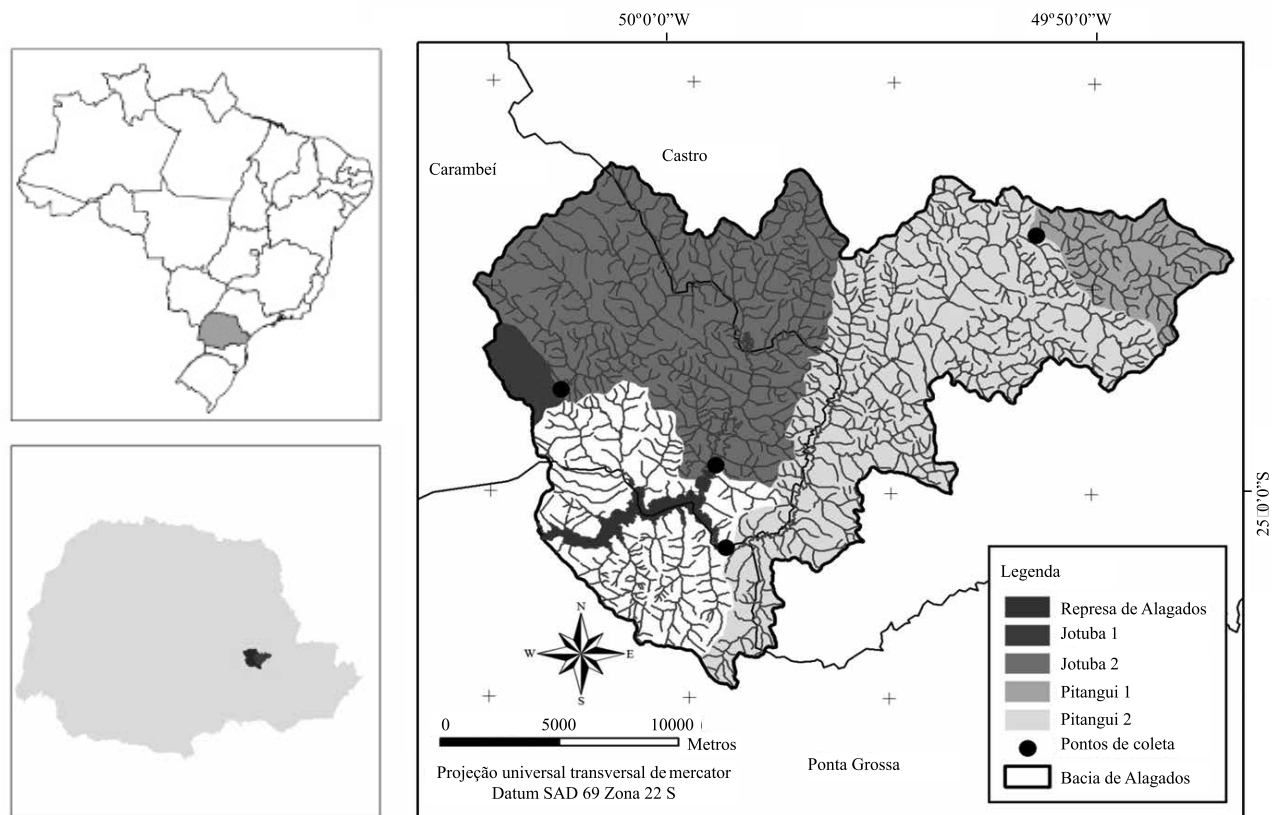 50º0'0"W
49º50'0"W
Carambeí
Castro
25□0'0"S
N
W
E
S
0
5000
10000
Metros
Projeção universal transversal de mercator
Datum SAD 69 Zona 22 S
Ponta Grossa
Legenda
Represa de Alagados
Jotuba 1
Jotuba 2
Pitangui 1
Pitangui 2
Pontos de coleta
Bacia de Alagados